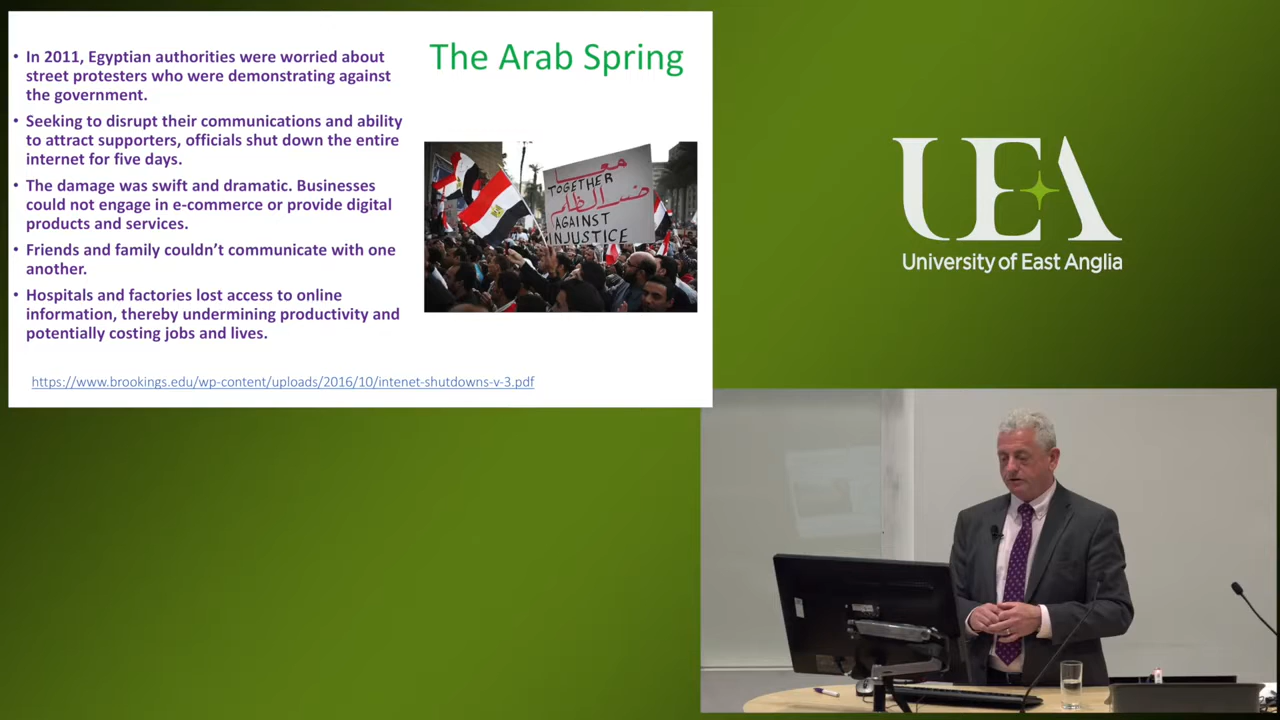 • In 2011, Egyptian authorities were worried about
street protesters who were demonstrating against
the government.
• Seeking to disrupt their communications and ability
to attract supporters, officials shut down the entire
internet for five days.
• The damage was swift and dramatic. Businesses
could not engage in e-commerce or provide digital
products and services.
• Friends and family couldn’t communicate with one
another.
• Hospitals and factories lost access to online
information, thereby undermining productivity and
potentially costing jobs and lives.
https://www.brookings.edu/wp-content/uploads/2016/10/intenet-shutdowns-v-3.pdf
The Arab Spring
معا
TOGETHER
ضد الظلم
AGAINST
INJUSTICE
UEA
University of East Anglia